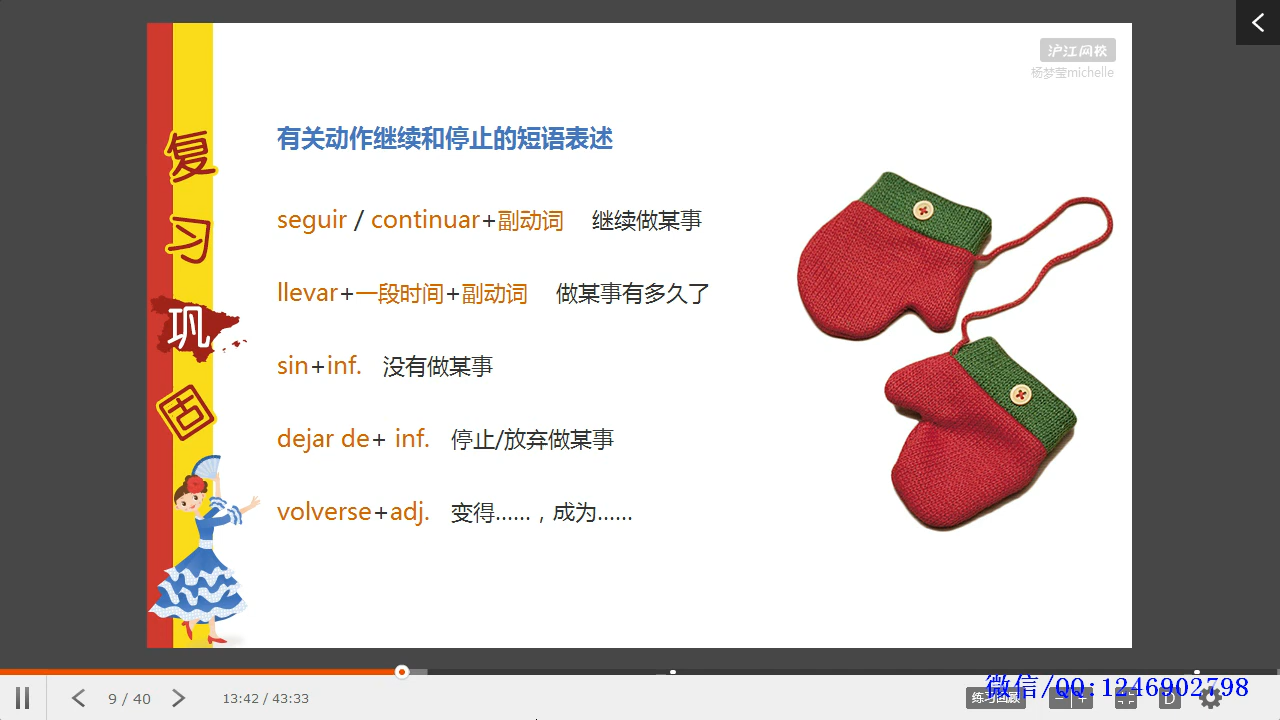 沪江网校
杨梦莹michelle
复习巩固
有关动作继续和停止的短语表述
seguir / continuar+副动词 继续做某事
llevar+一段时间+副动词 做某事有多久了
sin+inf. 没有做某事
dejar de+ inf. 停止/放弃做某事
volverse+adj. 变得......，成为......
9 / 40
13:42 / 43:33
微信/QQ:1246902798
D